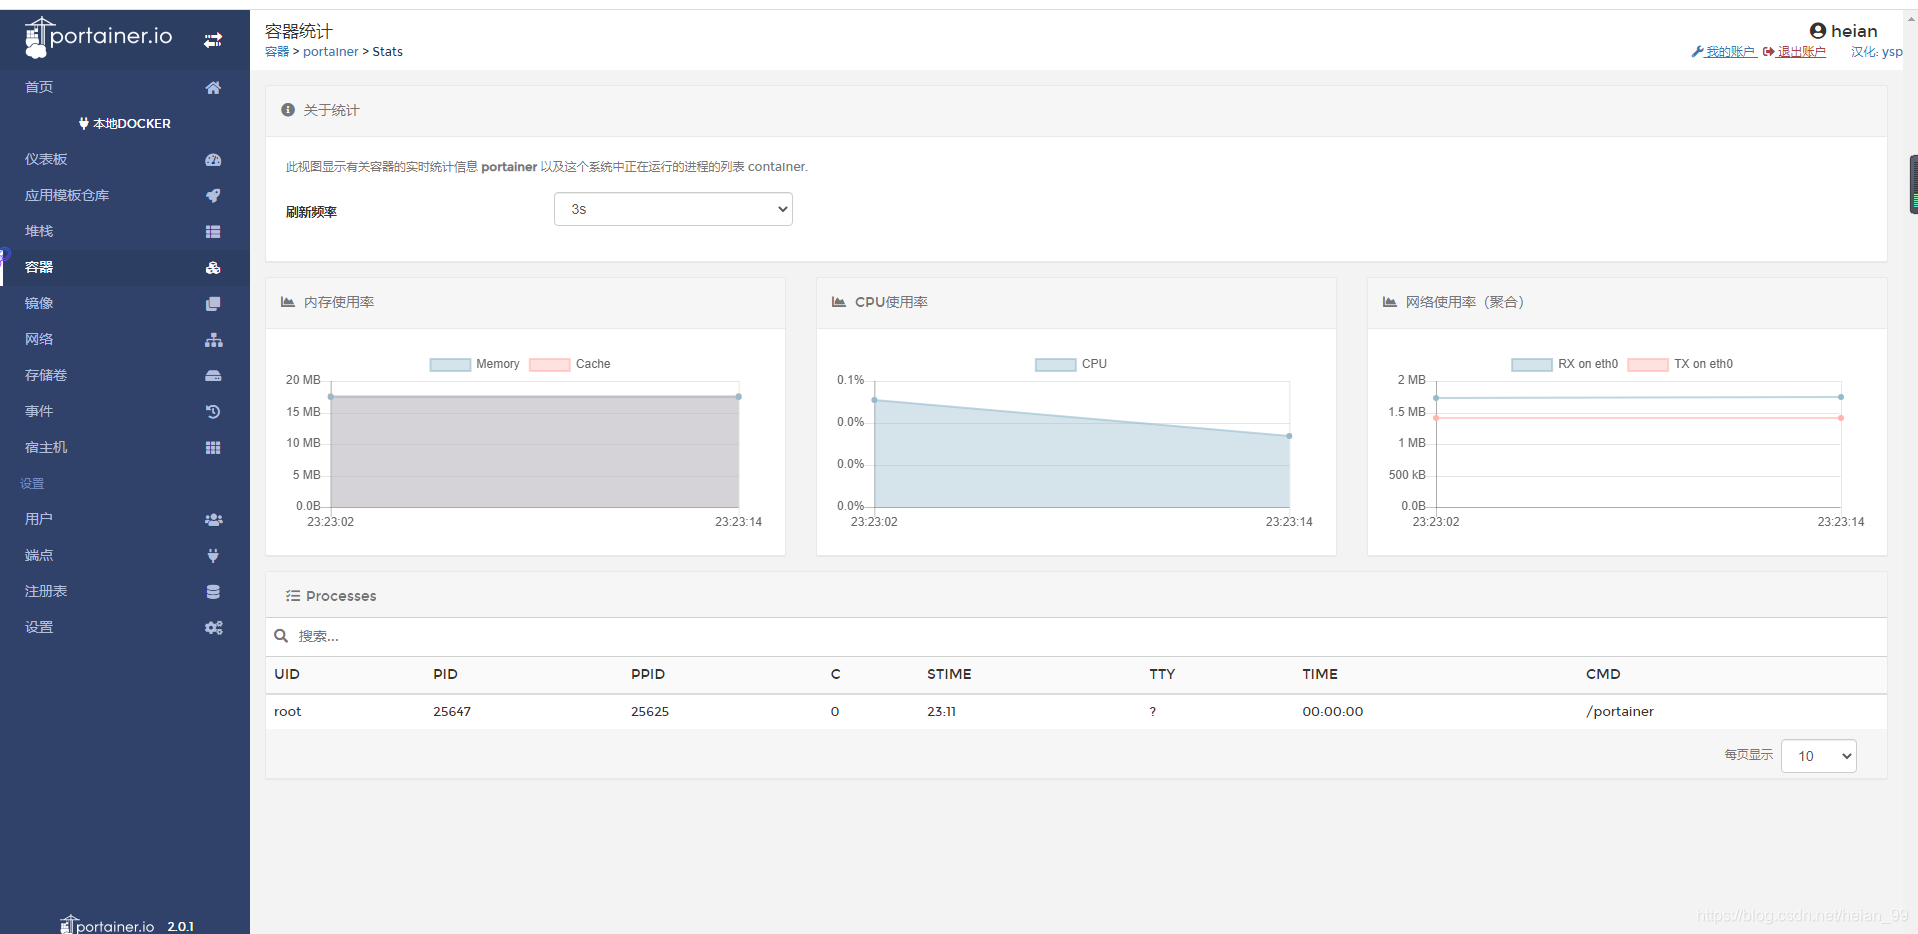 portainer.io
首页
本地DOCKER
仪表板
应用模板仓库
堆栈
容器
镜像
网络
存储卷
事件
宿主机
设置
用户
端点
注册表
设置
portainer.io 2.0.1
容器统计
容器 > portainer > Stats
heian
我的账户 退出账户 汉化: ysp
关于统计
此视图显示有关容器的实时统计信息 portainer 以及这个系统中正在运行的进程的列表 container.
刷新频率 3s
内存使用率
Memory Cache
20 MB
15 MB
10 MB
5 MB
0.0B
23:23:02 23:23:14
CPU使用率
CPU
0.1%
0.0%
0.0%
0.0%
23:23:02 23:23:14
网络使用率（聚合）
RX on eth0 TX on eth0
2 MB
1.5 MB
1 MB
500 kB
0.0B
23:23:02 23:23:14
Processes
搜索...
UID PID PPID C STIME TTY TIME CMD
root 25647 25625 0 23:11 ? 00:00:00 /portainer
每页显示 10
https://blog.csdn.net/heian_99